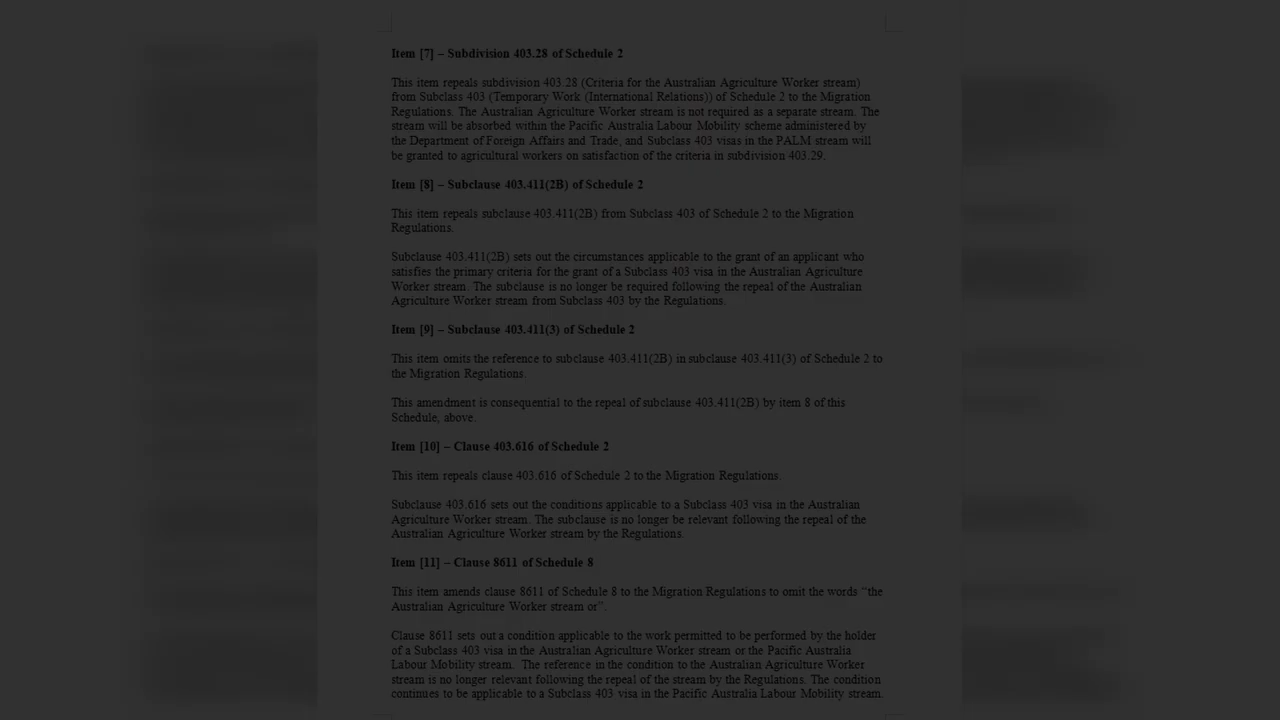 Item [7] – Subdivision 403.28 of Schedule 2
This item repeals subdivision 403.28 (Criteria for the Australian Agriculture Worker stream)
from Subclass 403 (Temporary Work (International Relations)) of Schedule 2 to the Migration
Regulations. The Australian Agriculture Worker stream is not required as a separate stream. The
stream will be absorbed within the Pacific Australia Labour Mobility scheme administered by
the Department of Foreign Affairs and Trade, and Subclass 403 visas in the PALM stream will
be granted to agricultural workers on satisfaction of the criteria in subdivision 403.29.
Item [8] – Subclause 403.411(2B) of Schedule 2
This item repeals subclause 403.411(2B) from Subclass 403 of Schedule 2 to the Migration
Regulations.
Subclause 403.411(2B) sets out the circumstances applicable to the grant of an applicant who
satisfies the primary criteria for the grant of a Subclass 403 visa in the Australian Agriculture
Worker stream. The subclause is no longer be required following the repeal of the Australian
Agriculture Worker stream from Subclass 403 by the Regulations.
Item [9] – Subclause 403.411(3) of Schedule 2
This item omits the reference to subclause 403.411(2B) in subclause 403.411(3) of Schedule 2 to
the Migration Regulations.
This amendment is consequential to the repeal of subclause 403.411(2B) by item 8 of this
Schedule, above.
Item [10] – Clause 403.616 of Schedule 2
This item repeals clause 403.616 of Schedule 2 to the Migration Regulations.
Subclause 403.616 sets out the conditions applicable to a Subclass 403 visa in the Australian
Agriculture Worker stream. The subclause is no longer be relevant following the repeal of the
Australian Agriculture Worker stream by the Regulations.
Item [11] – Clause 8611 of Schedule 8
This item amends clause 8611 of Schedule 8 to the Migration Regulations to omit the words “the
Australian Agriculture Worker stream or”.
Clause 8611 sets out a condition applicable to the work permitted to be performed by the holder
of a Subclass 403 visa in the Australian Agriculture Worker stream or the Pacific Australia
Labour Mobility stream. The reference in the condition to the Australian Agriculture Worker
stream is no longer relevant following the repeal of the stream by the Regulations. The condition
continues to be applicable to a Subclass 403 visa in the Pacific Australia Labour Mobility stream.